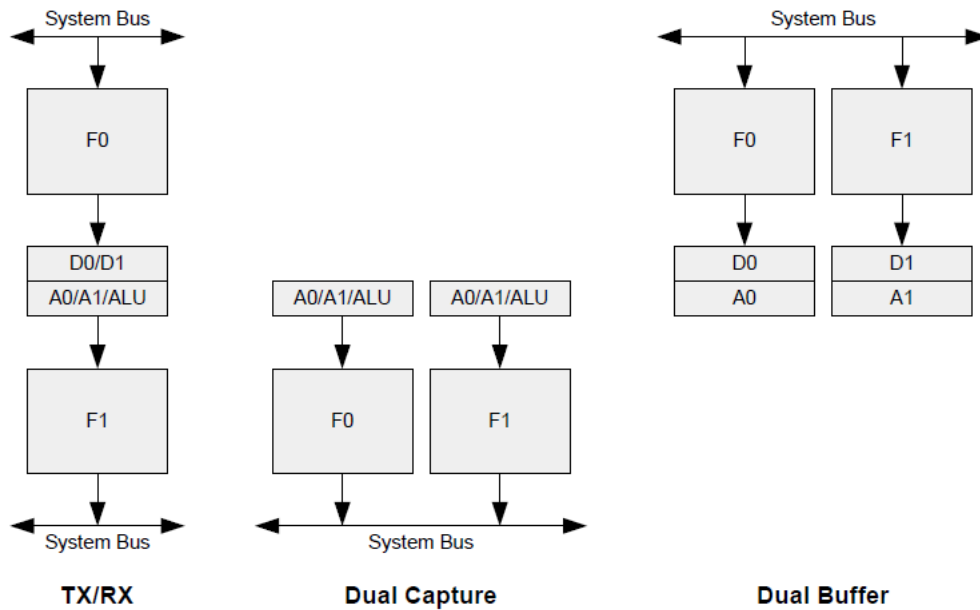 System Bus
F0
D0/D1
A0/A1/ALU
F1
System Bus
TX/RX
A0/A1/ALU
A0/A1/ALU
F0
F1
System Bus
Dual Capture
System Bus
F0
F1
D0
D1
A0
A1
Dual Buffer